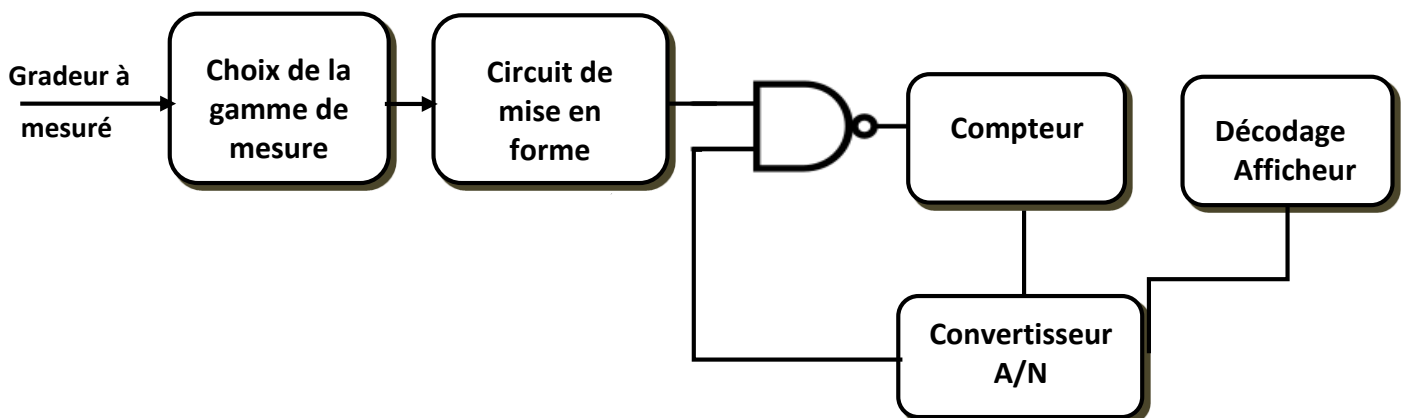 Gradeur à
mesuré
Choix de la
gamme de
mesure
Circuit de
mise en
forme
Compteur
Décodage
Afficheur
Convertisseur
A/N